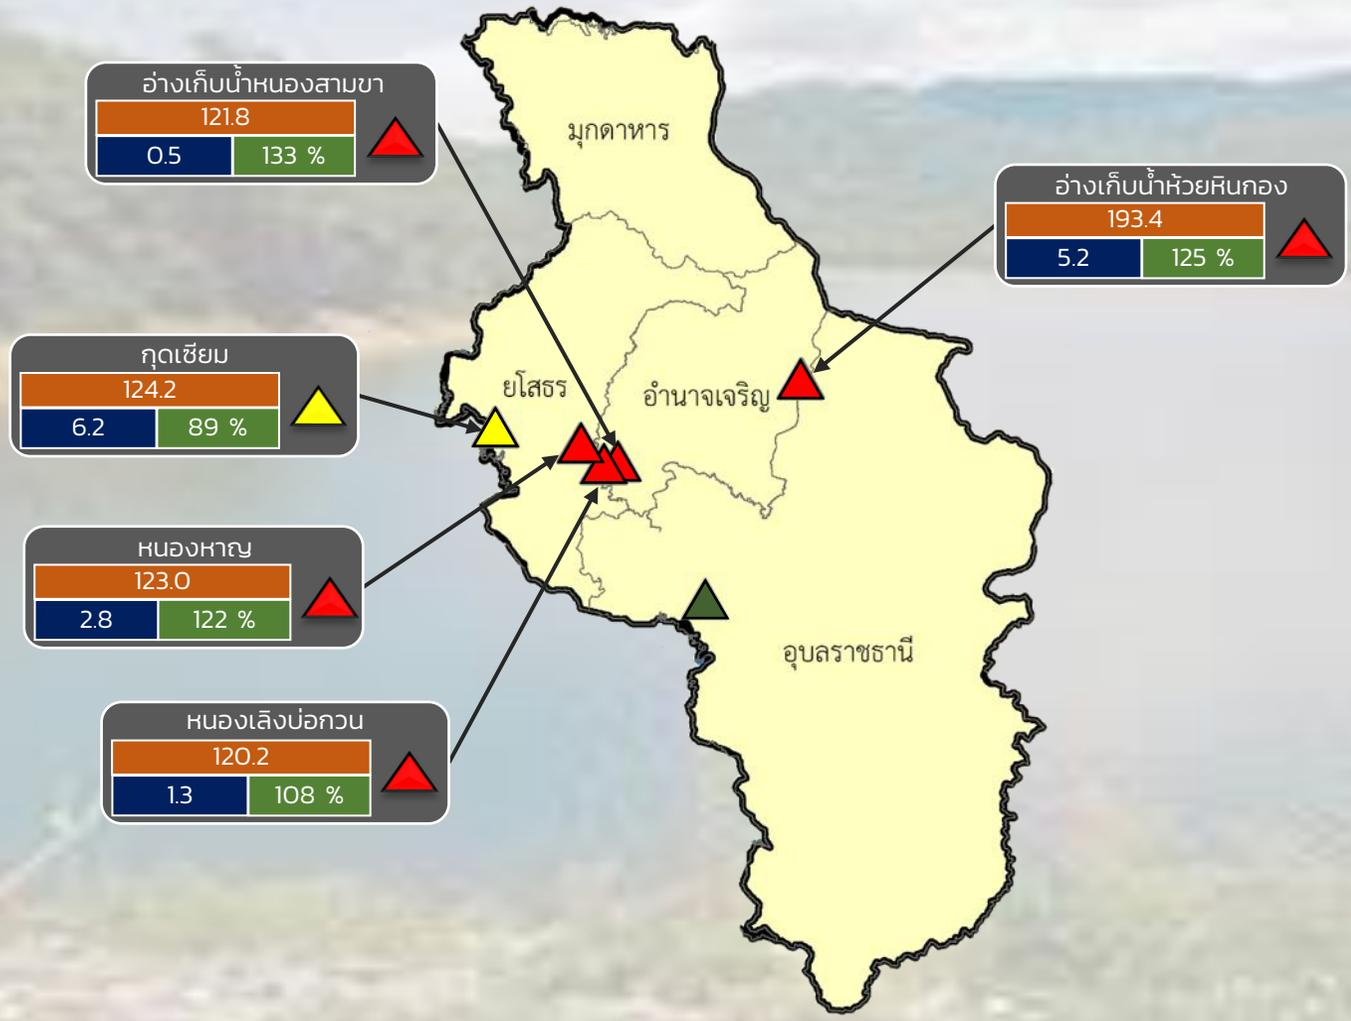 อ่างเก็บน้ำหนองสามขา
121.8
0.5 133 %
มุกดาหาร
อ่างเก็บน้ำห้วยหินกอง
193.4
5.2 125 %
กุดเซียม
124.2
6.2 89 %
ยโสธร
อำนาจเจริญ
หนองหาญ
123.0
2.8 122 %
อุบลราชธานี
หนองเลิงบ่อกวน
120.2
1.3 108 %